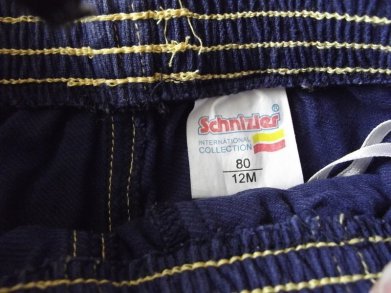 Schnizler
INTERNATIONAL
COLLECTION
80
12M